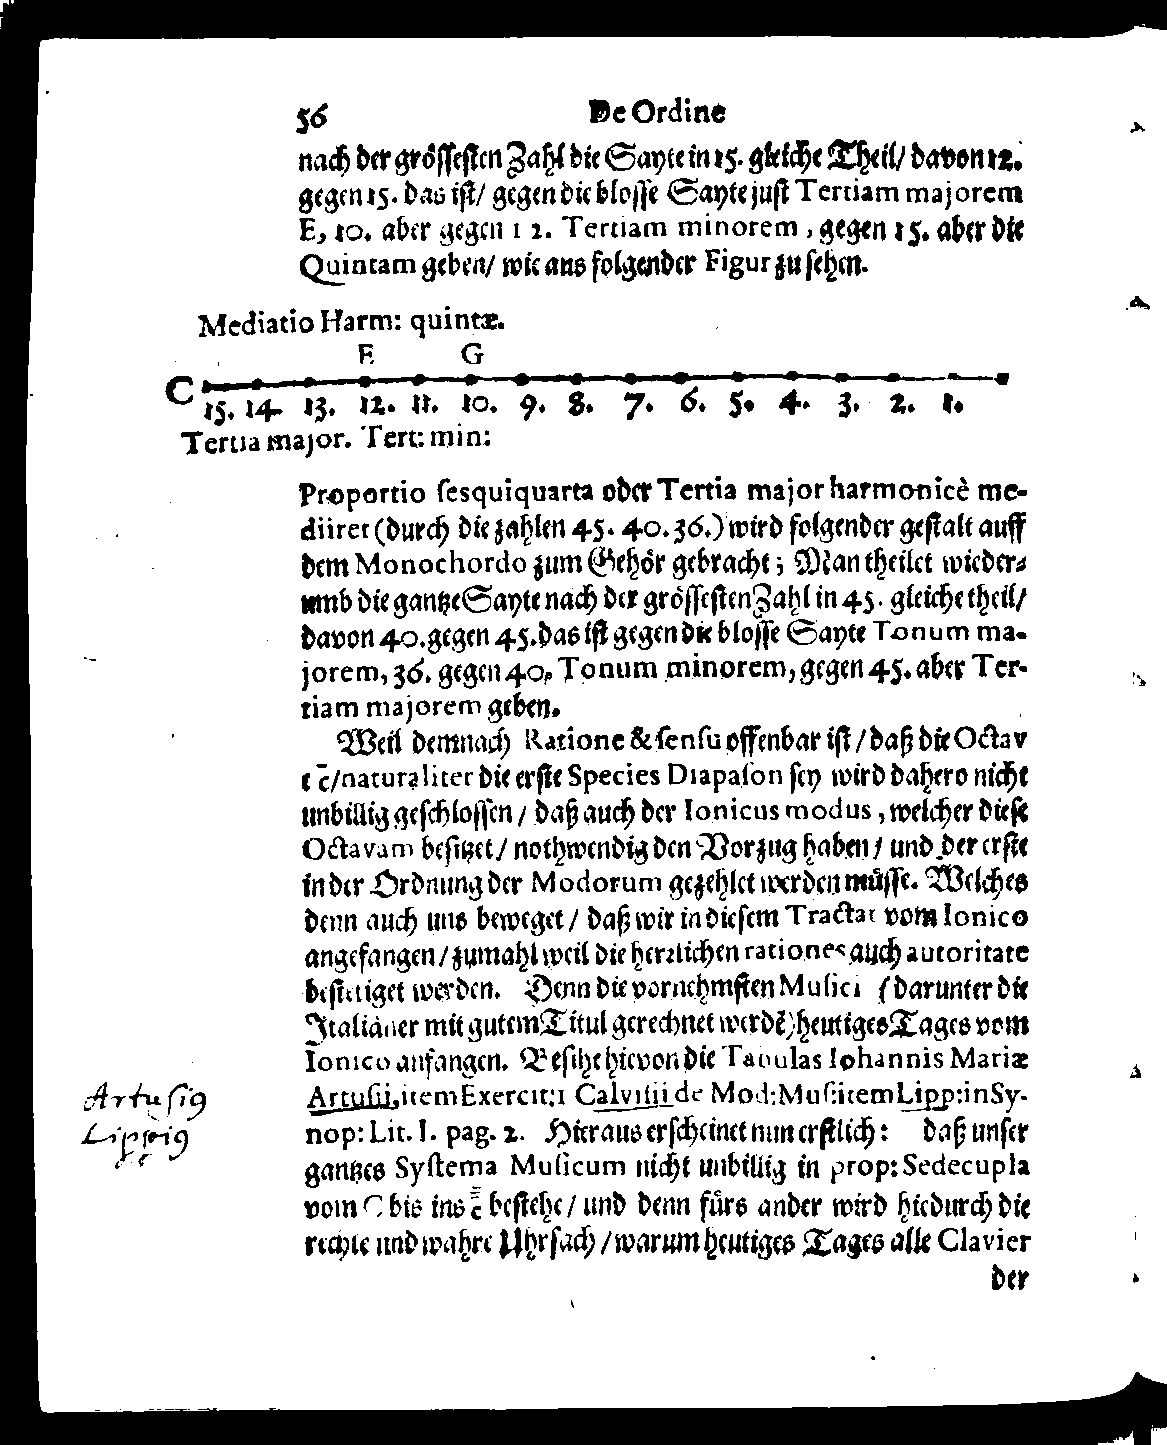 56 De Ordine
nach der grössesten Zahl die Sayte in 15. gleiche Theil/ davon 12.
gegen 15. das ist/ gegen die blosse Sayte just Tertiam majorem
E, 10. aber gegen 12. Tertiam minorem, gegen 15. aber die
Quintam geben/ wie aus folgender Figur zu sehen.
Mediatio Harm: quintæ.
E G
C 15. 14. 13. 12. 11. 10. 9. 8. 7. 6. 5. 4. 3. 2. 1.
Tertia major. Tert: min:
Proportio sesquiquarta oder Tertia major harmonicè me-
diiret (durch die zahlen 45. 40. 36.) wird folgender gestalt auff
dem Monochordo zum Gehör gebracht; Man theilet wieder-
umb die gantze Sayte nach der grössesten Zahl in 45. gleiche theil/
davon 40. gegen 45. das ist gegen die blosse Sayte Tonum ma-
jorem, 36. gegen 40, Tonum minorem, gegen 45. aber Ter-
tiam majorem geben.
Weil demnach Ratione & sensu offenbar ist/ daß die Octav
c c̄/ naturaliter die erste Species Diapason sey wird dahero nicht
unbillig geschlossen/ daß auch der Ionicus modus, welcher diese
Octavam besitzet/ nothwendig den Vorzug haben/ und der erste
in der Ordnung der Modorum gezehlet werden müsse. Welches
denn auch uns beweget/ daß wir in diesem Tractat vom Ionico
angefangen/ zumahl weil die herzlichen rationes auch autoritate
bestetiget werden. Denn die vornehmsten Musici (darunter die
Italiäner mit gutem Titul gerechnet werdē) heutiges Tages vom
Ionico anfangen. Besihe hievon die Tabulas Iohannis Mariæ
Artusii, item Exercit: 1 Calvisii de Mod: Mus: item Lipp: in Sy-
Artusig
nop: Lit. I. pag. 2. Hieraus erscheinet nun erstlich: daß unser
Lippig
gantzes Systema Musicum nicht unbillig in prop: Sedecupla
vom C bis ins c̿ bestehe/ und denn fürs ander wird hiedurch die
rechte und wahre Uhrsach/ warum heutiges Tages alle Clavier
der